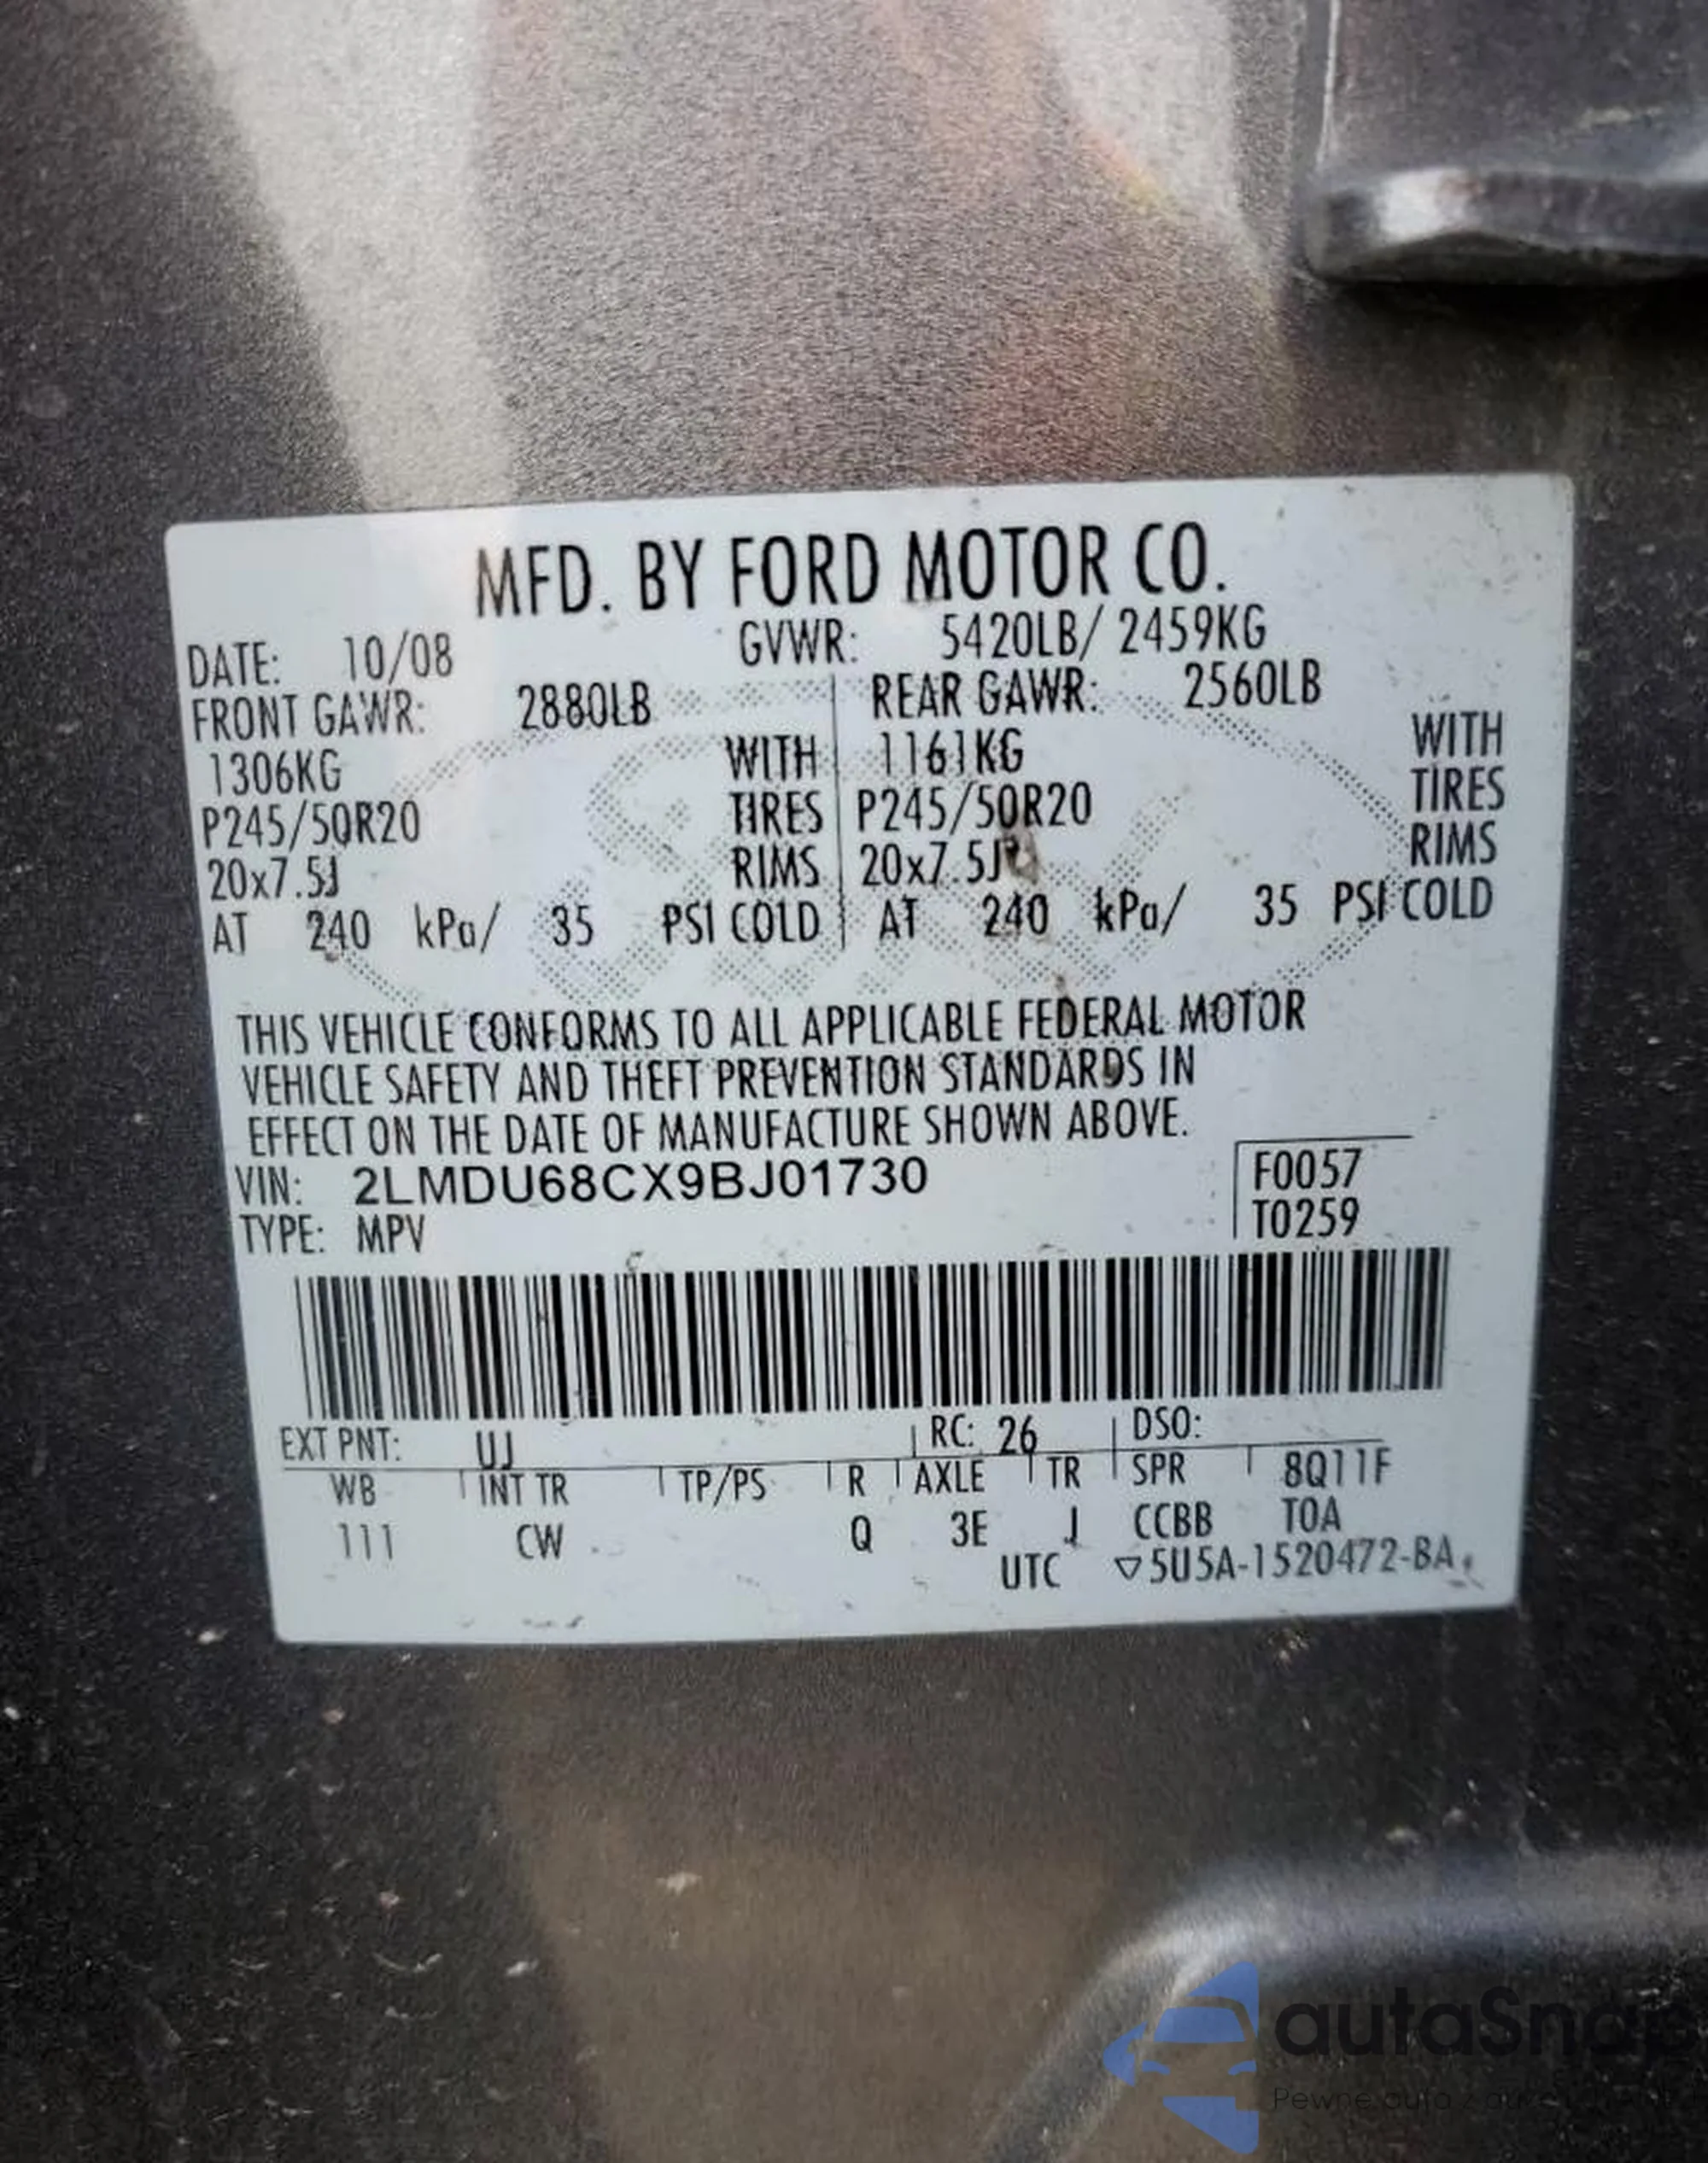 MFD. BY FORD MOTOR CO.
DATE: 10/08 GVWR: 5420LB/ 2459KG
FRONT GAWR: 2880LB REAR GAWR: 2560LB
1306KG WITH 1161KG WITH
P245/50R20 TIRES P245/50R20 TIRES
20x7.5J RIMS 20x7.5J RIMS
AT 240 kPa/ 35 PSI COLD AT 240 kPa/ 35 PSI COLD
THIS VEHICLE CONFORMS TO ALL APPLICABLE FEDERAL MOTOR
VEHICLE SAFETY AND THEFT PREVENTION STANDARDS IN
EFFECT ON THE DATE OF MANUFACTURE SHOWN ABOVE.
VIN: 2LMDU68CX9BJ01730 F0057
TYPE: MPV T0259
EXT PNT: UJ RC: 26 DSO:
WB INT TR TP/PS R AXLE TR SPR 8Q11F
111 CW Q 3E J CCBB TOA
UTC ▽5U5A-1520472-BA
autaSnap
Pewne auta z